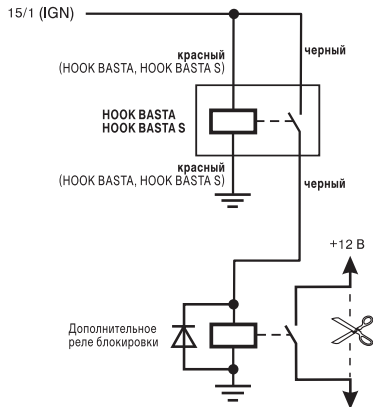 15/1 (IGN)
красный
(HOOK BASTA, HOOK BASTA S)
черный
HOOK BASTA
HOOK BASTA S
красный
(HOOK BASTA, HOOK BASTA S)
черный
+12 В
Дополнительное
реле блокировки